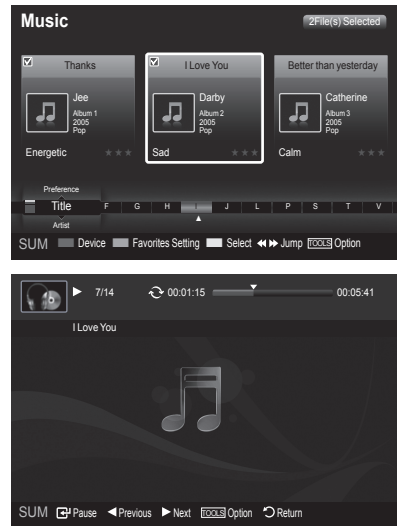 Music
2File(s) Selected
Thanks
I Love You
Better than yesterday
Jee
Album 1
2005
Pop
Darby
Album 2
2005
Pop
Catherine
Album 3
2005
Pop
Energetic ★★★
Sad ★★★
Calm ★★★
Preference
Title F G H I J L P S T V
Artist
SUM Device Favorites Setting Select Jump TOOLS Option
7/14 00:01:15 00:05:41
I Love You
SUM Pause Previous Next TOOLS Option Return